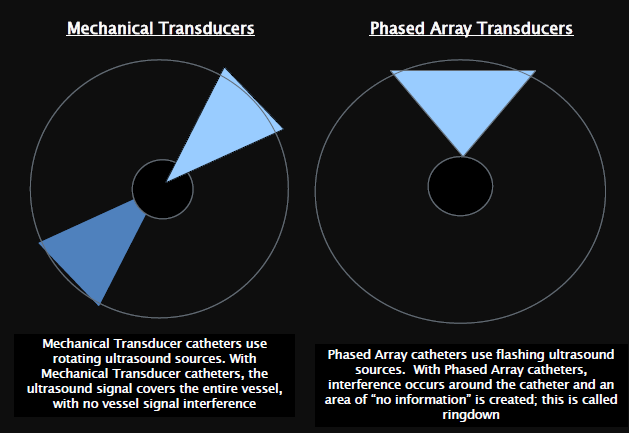 Mechanical Transducers
Phased Array Transducers
Mechanical Transducer catheters use
rotating ultrasound sources. With
Mechanical Transducer catheters, the
ultrasound signal covers the entire vessel,
with no vessel signal interference
Phased Array catheters use flashing ultrasound
sources.  With Phased Array catheters,
interference occurs around the catheter and an
area of “no information” is created; this is called
ringdown